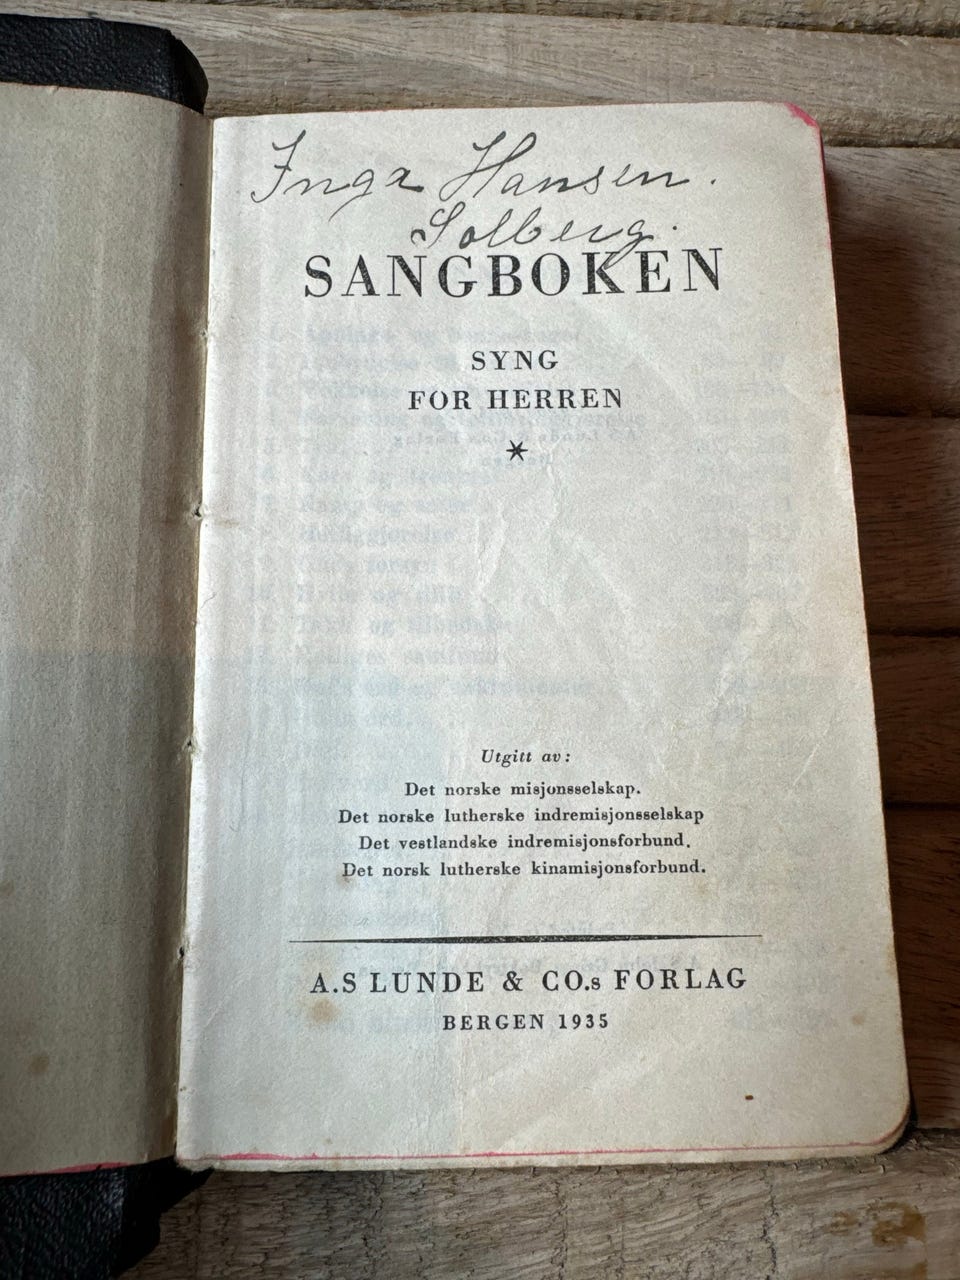 Inga Hansen.
Solberg.
SANGBOKEN
SYNG
FOR HERREN
*
Utgitt av:
Det norske misjonsselskap.
Det norske lutherske indremisjonsselskap
Det vestlandske indremisjonsforbund.
Det norsk lutherske kinamisjonsforbund.
A.S LUNDE & CO.s FORLAG
BERGEN 1935